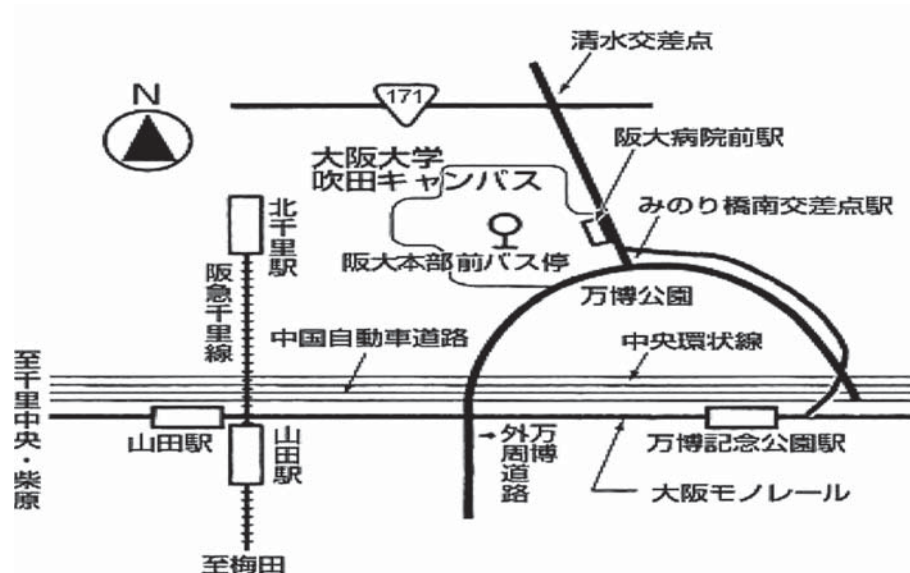 清水交差点
N
171
阪大病院前駅
大阪大学
吹田キャンバス
みのり橋南交差点駅
北千里駅
阪大本部前バス停
万博公園
阪急千里線
中国自動車道路
中央環状線
至千里中央・柴原
山田駅
山田駅
万博
外周道路
万博記念公園駅
大阪モノレール
至梅田